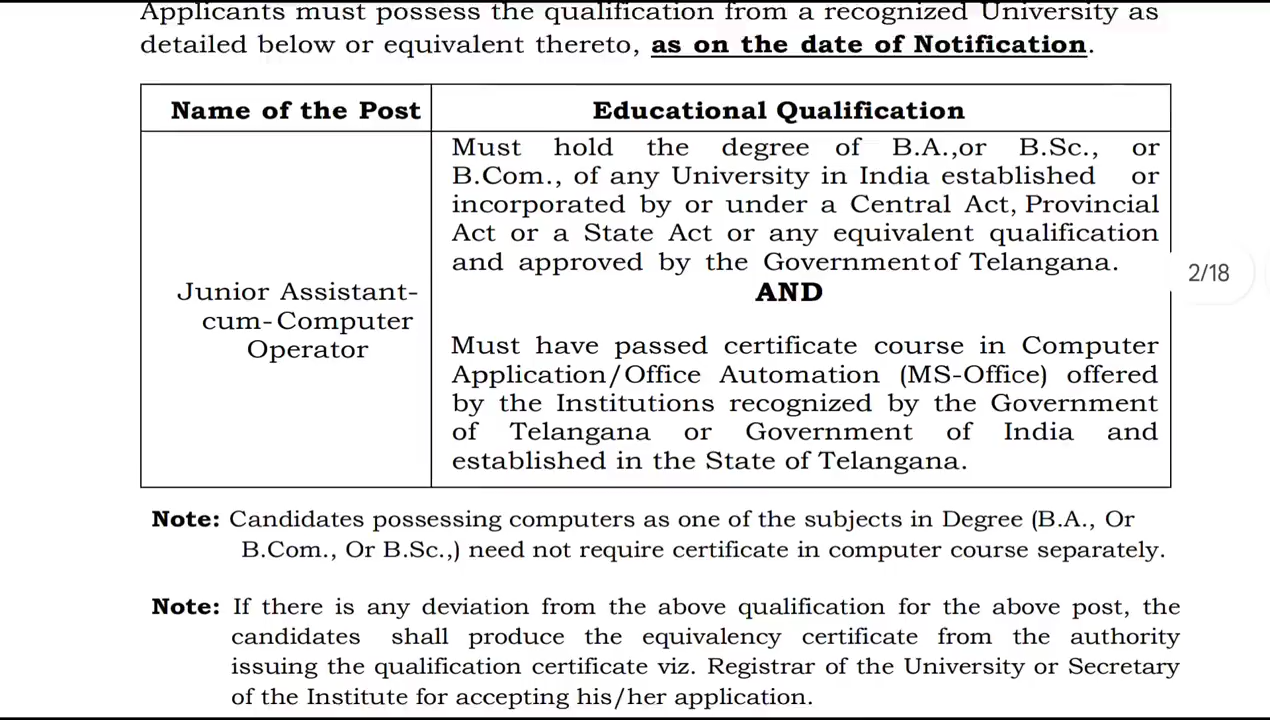 Applicants must possess the qualification from a recognized University as
detailed below or equivalent thereto, as on the date of Notification.
Name of the Post
Educational Qualification
Junior Assistant-
cum-Computer
Operator
Must hold the degree of B.A.,or B.Sc., or
B.Com., of any University in India established or
incorporated by or under a Central Act, Provincial
Act or a State Act or any equivalent qualification
and approved by the Governmentof Telangana.
AND
Must have passed certificate course in Computer
Application/Office Automation (MS-Office) offered
by the Institutions recognized by the Government
of Telangana or Government of India and
established in the State of Telangana.
2/18
Note: Candidates possessing computers as one of the subjects in Degree (B.A., Or
B.Com., Or B.Sc.,) need not require certificate in computer course separately.
Note: If there is any deviation from the above qualification for the above post, the
candidates shall produce the equivalency certificate from the authority
issuing the qualification certificate viz. Registrar of the University or Secretary
of the Institute for accepting his/her application.